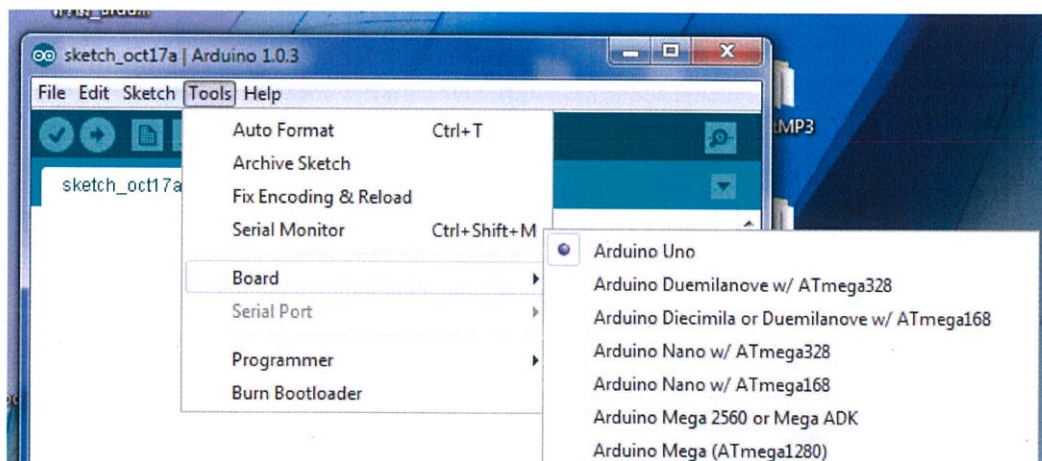 sketch_oct17a | Arduino 1.0.3
File Edit Sketch Tools Help
Auto Format Ctrl+T
Archive Sketch
sketch_oct17a
Fix Encoding & Reload
Serial Monitor Ctrl+Shift+M
Board
Serial Port
Programmer
Burn Bootloader
Arduino Uno
Arduino Duemilanove w/ ATmega328
Arduino Diecimila or Duemilanove w/ ATmega168
Arduino Nano w/ ATmega328
Arduino Nano w/ ATmega168
Arduino Mega 2560 or Mega ADK
Arduino Mega (ATmega1280)